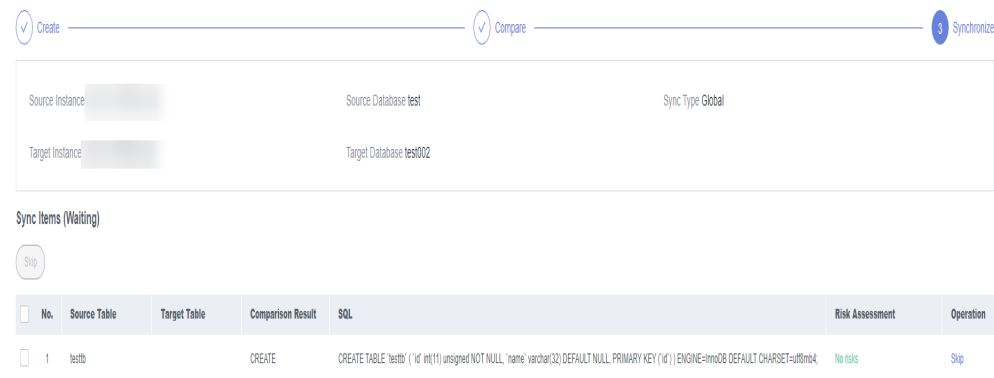 Create Compare 3 Synchronize
Source Instance Source Database test Sync Type Global
Target Instance Target Database test002
Sync Items (Waiting)
Skip
No. Source Table Target Table Comparison Result SQL Risk Assessment Operation
1 testtb CREATE CREATE TABLE `testtb` ( `id` int(11) unsigned NOT NULL, `name` varchar(32) DEFAULT NULL, PRIMARY KEY (`id`) ) ENGINE=InnoDB DEFAULT CHARSET=utf8mb4; No risks Skip